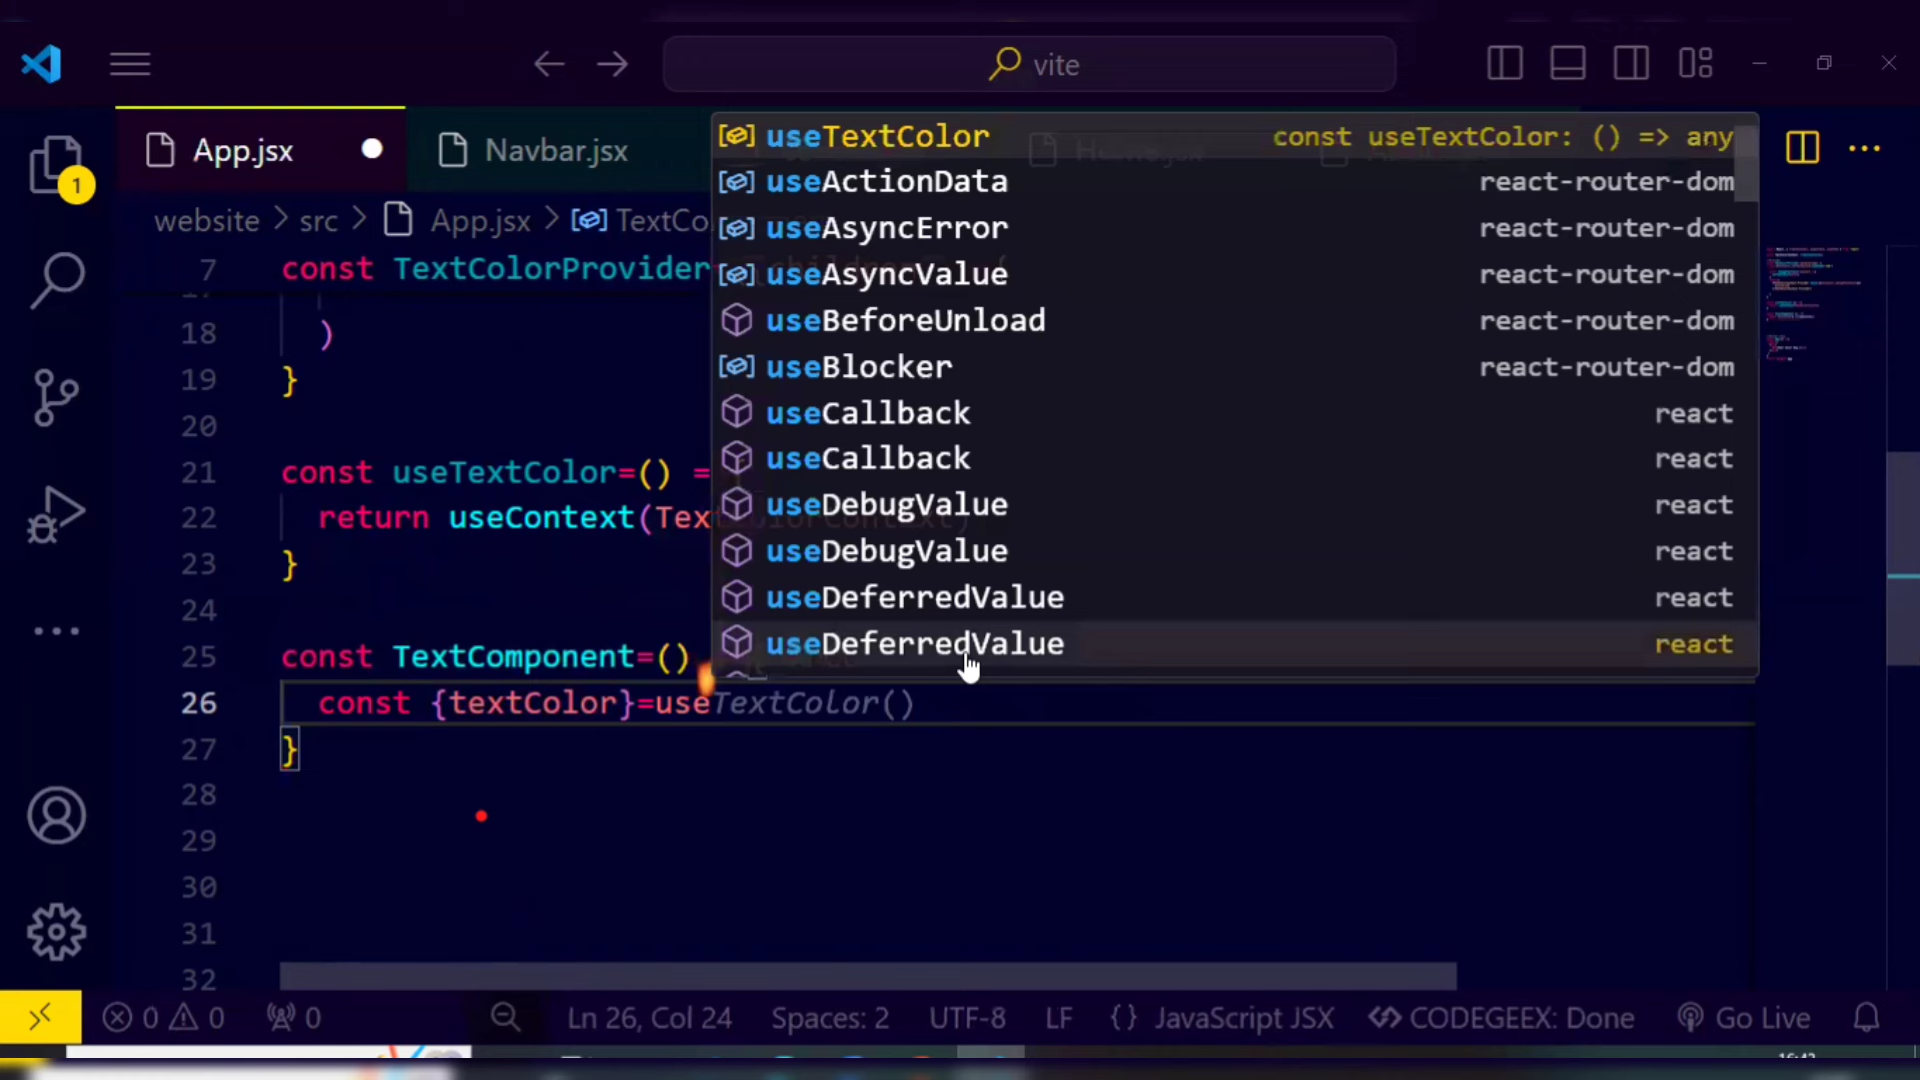 vite
App.jsx
Navbar.jsx
1
website > src > App.jsx > TextCo
useTextColor const useTextColor: () => any
useActionData react-router-dom
useAsyncError react-router-dom
useAsyncValue react-router-dom
useBeforeUnload react-router-dom
useBlocker react-router-dom
useCallback react
useCallback react
useDebugValue react
useDebugValue react
useDeferredValue react
useDeferredValue react
7 const TextColorProvider
18 )
19 }
20
21 const useTextColor=() =
22 return useContext(TextColorContext)
23 }
24
25 const TextComponent=()
26 const {textColor}=useTextColor()
27 }
28
29
30
31
32
0 0 0 Ln 26, Col 24 Spaces: 2 UTF-8 LF {} JavaScript JSX CODEGEEX: Done Go Live